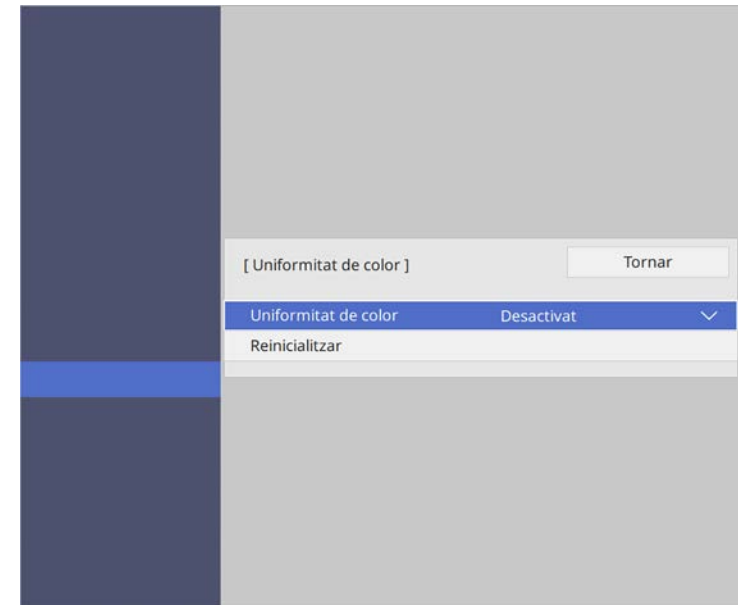 [ Uniformitat de color ] Tornar
Uniformitat de color Desactivat
Reinicialitzar